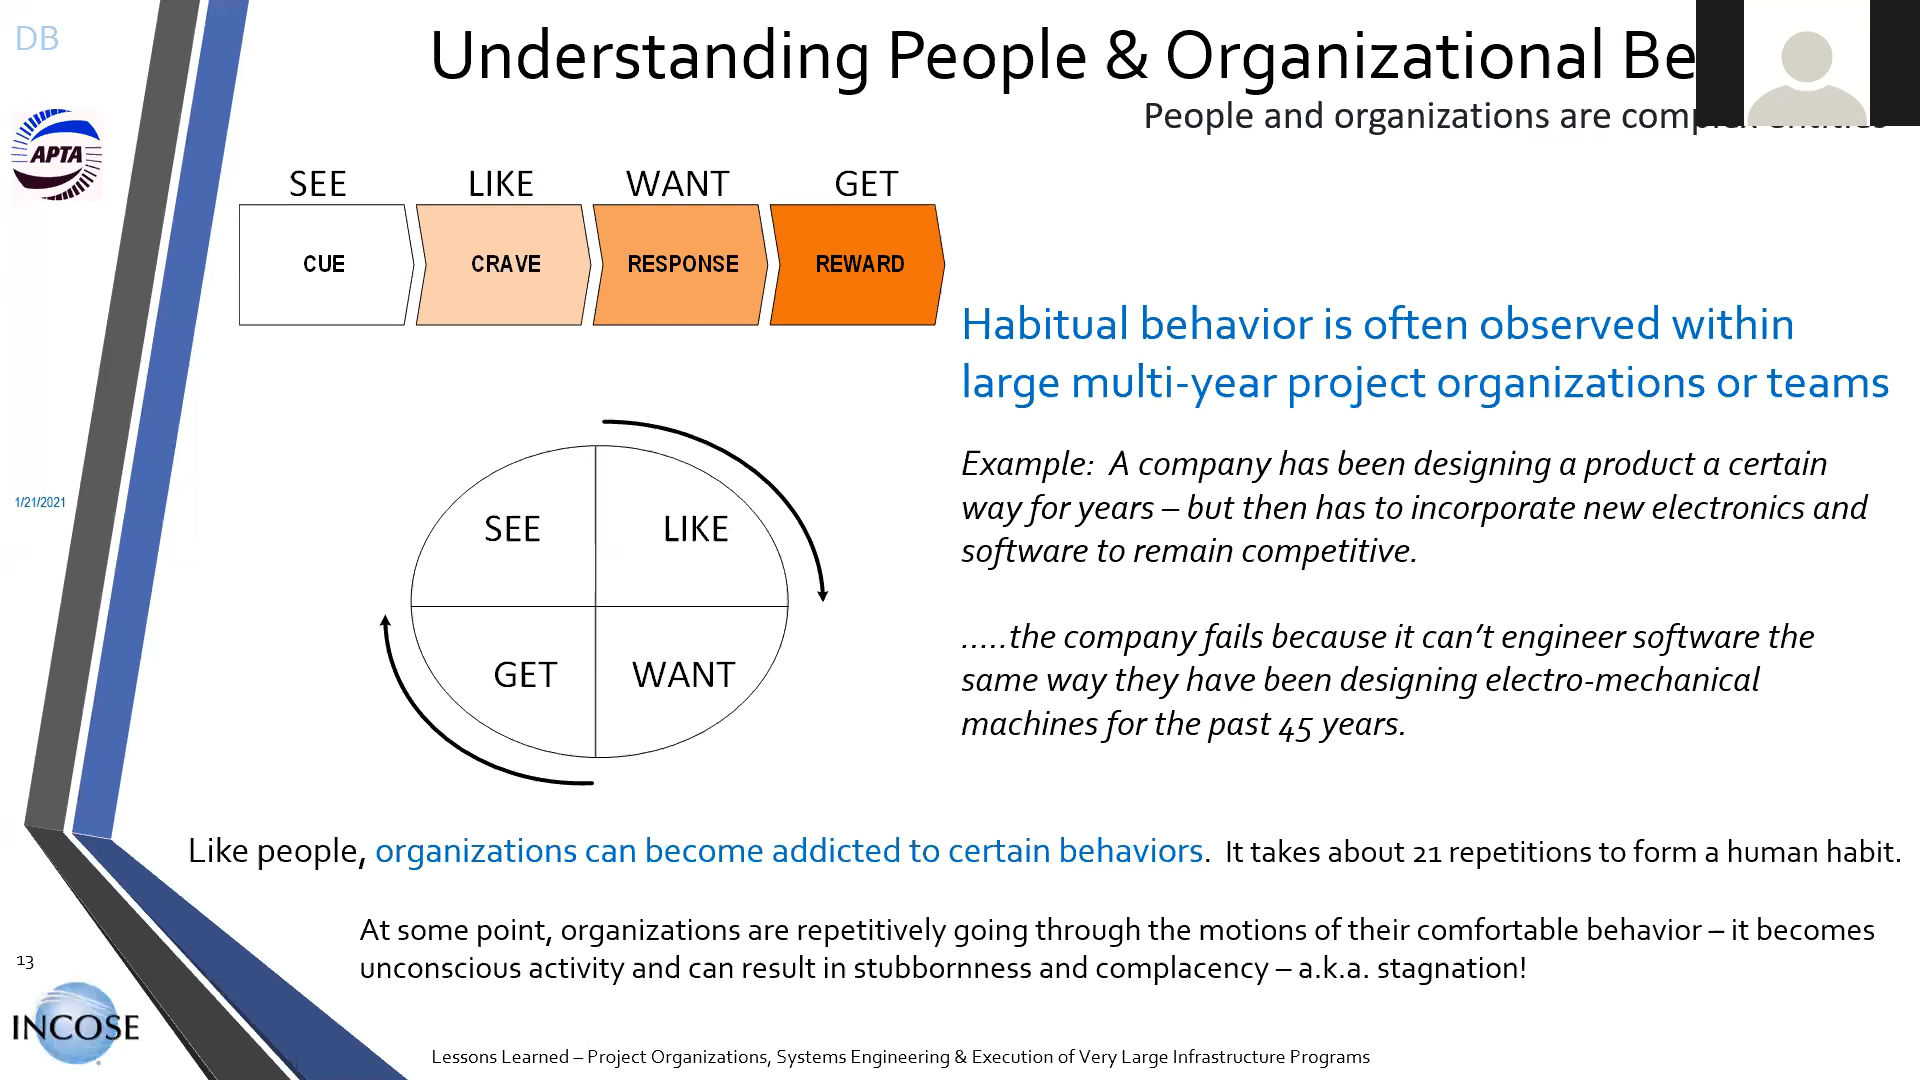 DB
Understanding People & Organizational Be
People and organizations are complex entities
APTA
SEE LIKE WANT GET
CUE CRAVE RESPONSE REWARD
Habitual behavior is often observed within
large multi-year project organizations or teams
Example:  A company has been designing a product a certain
way for years – but then has to incorporate new electronics and
software to remain competitive.
1/21/2021
SEE LIKE
GET WANT
.....the company fails because it can’t engineer software the
same way they have been designing electro-mechanical
machines for the past 45 years.
Like people, organizations can become addicted to certain behaviors.  It takes about 21 repetitions to form a human habit.
At some point, organizations are repetitively going through the motions of their comfortable behavior – it becomes
unconscious activity and can result in stubbornness and complacency – a.k.a. stagnation!
13
INCOSE
Lessons Learned – Project Organizations, Systems Engineering & Execution of Very Large Infrastructure Programs